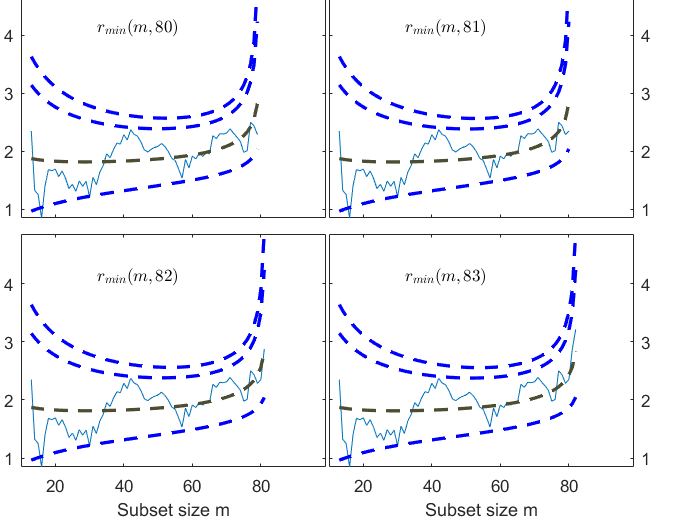 r_min(m, 80)
r_min(m, 81)
4
3
2
1
4
3
2
1
r_min(m, 82)
r_min(m, 83)
4
3
2
1
4
3
2
1
20 40 60 80
20 40 60 80
Subset size m
Subset size m